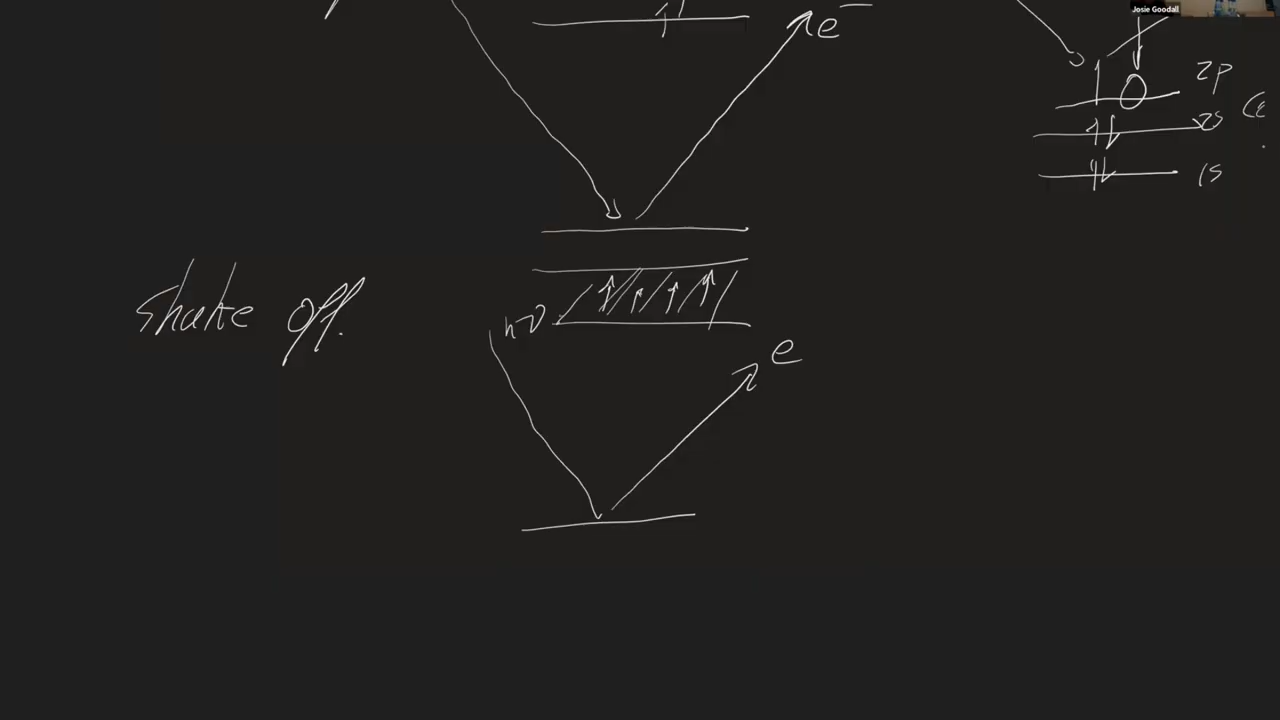 Josie Goodall
e⁻
2p
2s
1s
shake off.
hν
e